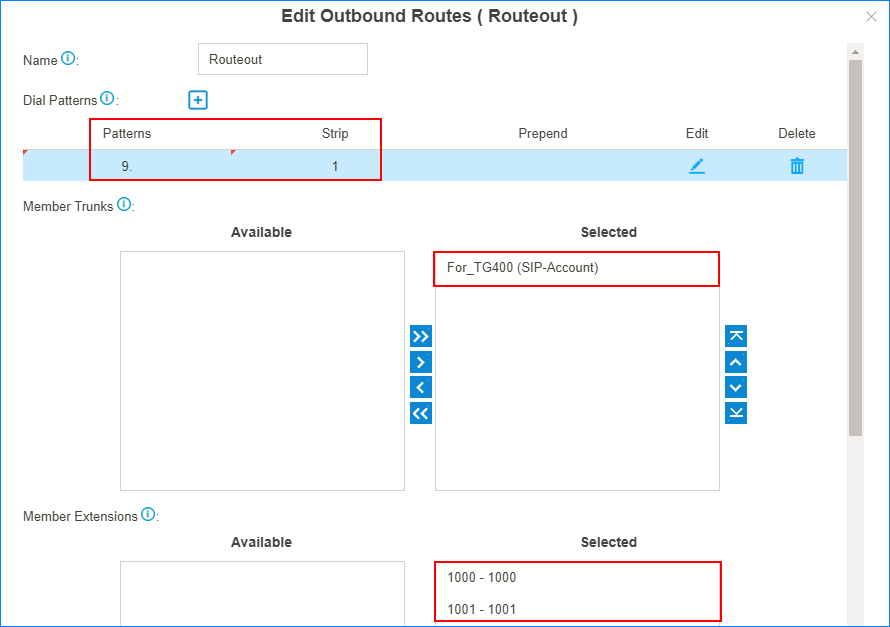 Edit Outbound Routes ( Routeout )
Name :
Routeout
Dial Patterns :
Patterns Strip Prepend Edit Delete
9. 1
Member Trunks :
Available Selected
For_TG400 (SIP-Account)
Member Extensions :
Available Selected
1000 - 1000
1001 - 1001